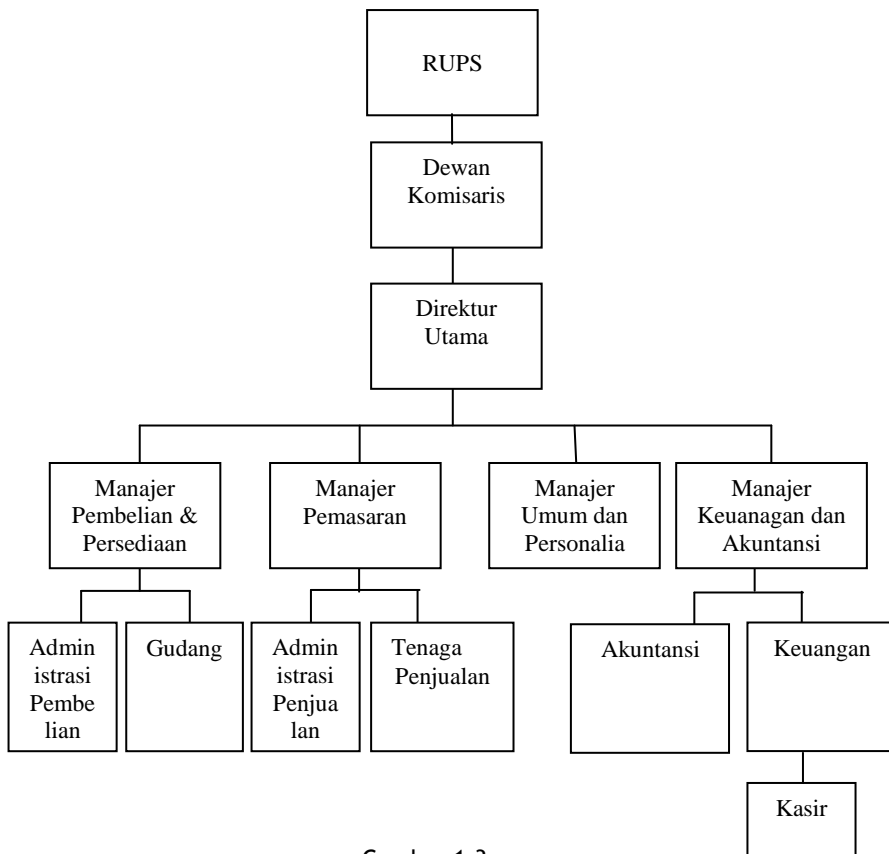 RUPS
Dewan
Komisaris
Direktur
Utama
Manajer
Pembelian &
Persediaan
Manajer
Pemasaran
Manajer
Umum dan
Personalia
Manajer
Keuanagan dan
Akuntansi
Admin
istrasi
Pembe
lian
Gudang
Admin
istrasi
Penjua
lan
Tenaga
Penjualan
Akuntansi
Keuangan
Kasir